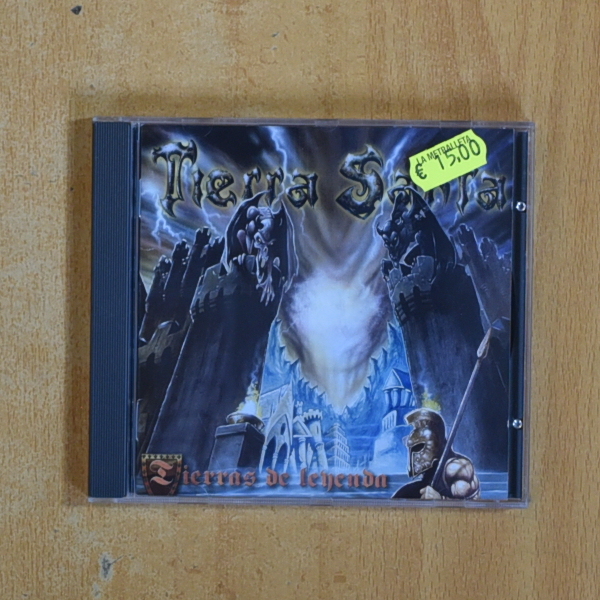 Tierra Santa
LA METRALLETA
€ 15,00
Tierras de leyenda